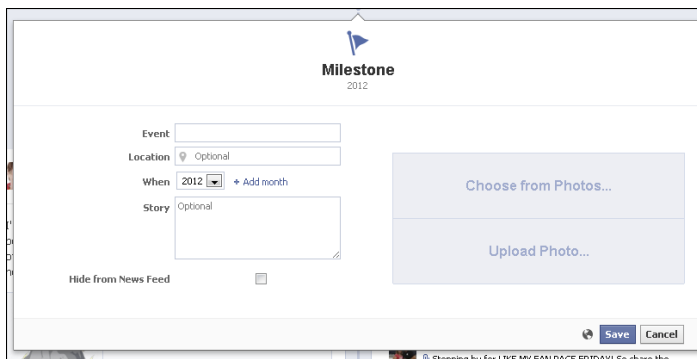 Milestone
2012
Event
Location Optional
When 2012 + Add month
Story Optional
Hide from News Feed
Choose from Photos...
Upload Photo...
Save Cancel
Stopping by for LIKE MY FAN PAGE FRIDAY! So share the